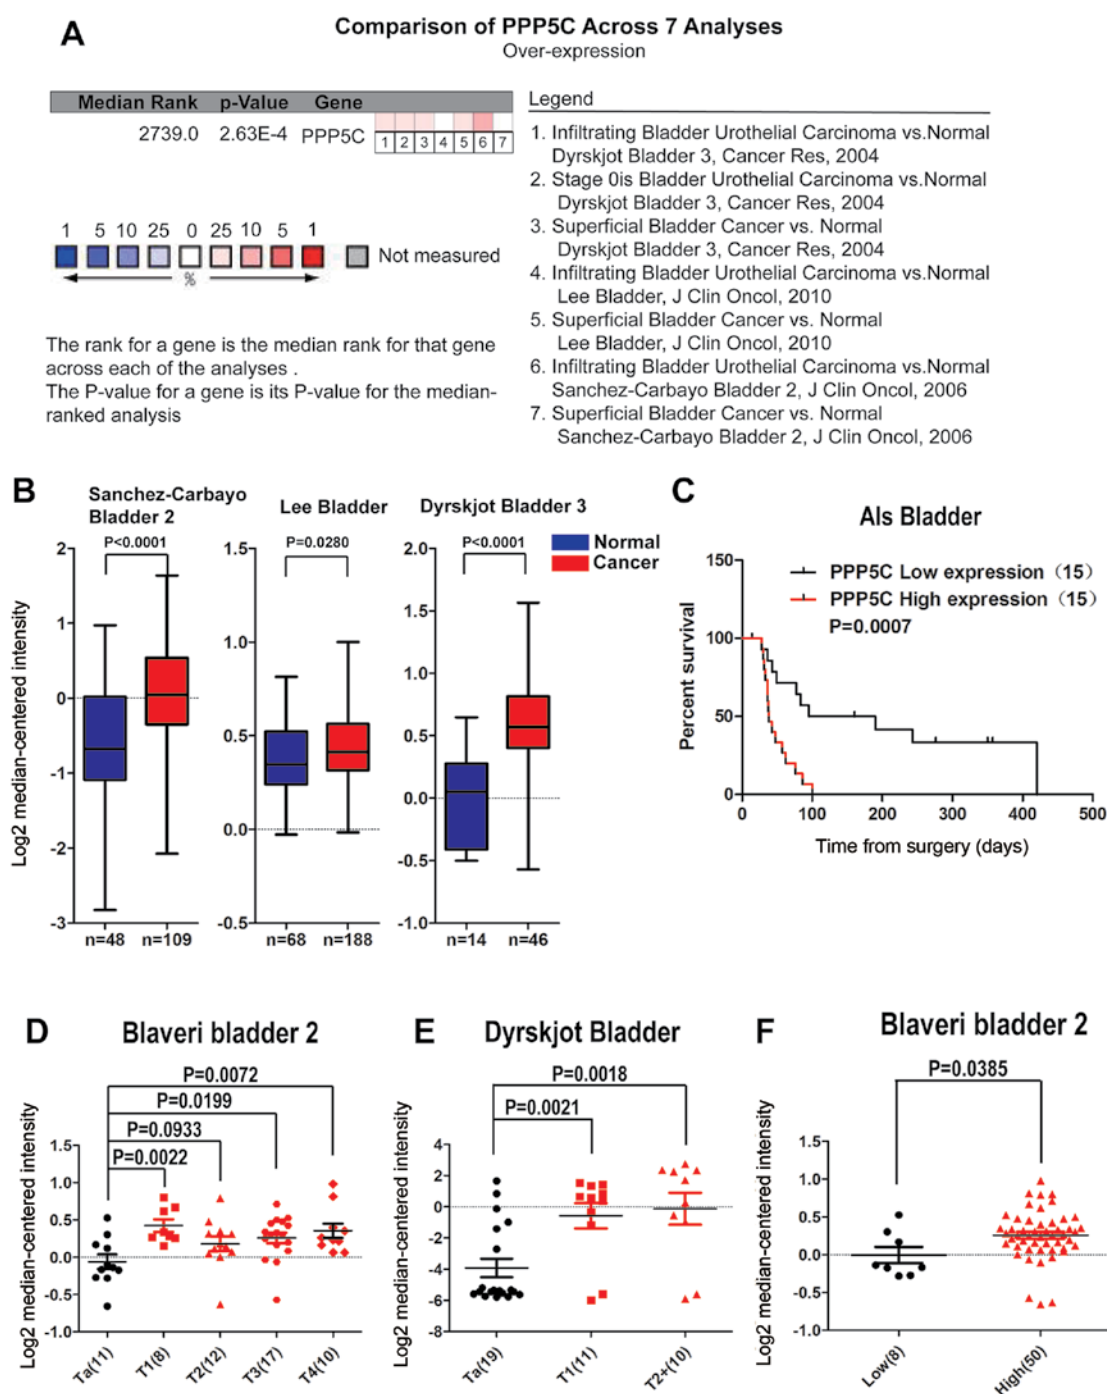 A
Comparison of PPP5C Across 7 Analyses
Over-expression
Median Rank p-Value Gene
2739.0 2.63E-4 PPP5C
1 2 3 4 5 6 7
1 5 10 25 0 25 10 5 1
Not measured
%
The rank for a gene is the median rank for that gene
across each of the analyses .
The P-value for a gene is its P-value for the median-
ranked analysis
Legend
1. Infiltrating Bladder Urothelial Carcinoma vs.Normal
Dyrskjot Bladder 3, Cancer Res, 2004
2. Stage 0is Bladder Urothelial Carcinoma vs.Normal
Dyrskjot Bladder 3, Cancer Res, 2004
3. Superficial Bladder Cancer vs. Normal
Dyrskjot Bladder 3, Cancer Res, 2004
4. Infiltrating Bladder Urothelial Carcinoma vs.Normal
Lee Bladder, J Clin Oncol, 2010
5. Superficial Bladder Cancer vs. Normal
Lee Bladder, J Clin Oncol, 2010
6. Infiltrating Bladder Urothelial Carcinoma vs.Normal
Sanchez-Carbayo Bladder 2, J Clin Oncol, 2006
7. Superficial Bladder Cancer vs. Normal
Sanchez-Carbayo Bladder 2, J Clin Oncol, 2006
B
Log2 median-centered intensity
Sanchez-Carbayo
Bladder 2
P<0.0001
2
1
0
-1
-2
-3
n=48 n=109
Lee Bladder
P=0.0280
1.5
1.0
0.5
0.0
-0.5
n=68 n=188
Dyrskjot Bladder 3
P<0.0001
2.0
1.5
1.0
0.5
0.0
-0.5
-1.0
n=14 n=46
Normal
Cancer
C
Als Bladder
PPP5C Low expression（15）
PPP5C High expression（15）
P=0.0007
Percent survival
150
100
50
0
0 100 200 300 400 500
Time from surgery (days)
D
Blaveri bladder 2
P=0.0072
P=0.0199
P=0.0933
P=0.0022
Log2 median-centered intensity
1.5
1.0
0.5
0.0
-0.5
-1.0
Ta(11) T1(8) T2(12) T3(17) T4(10)
E
Dyrskjot Bladder
P=0.0018
P=0.0021
Log2 median-centered intensity
4
2
0
-2
-4
-6
-8
Ta(19) T1(11) T2+(10)
F
Blaveri bladder 2
P=0.0385
Log2 median-centered intensity
1.5
1.0
0.5
0.0
-0.5
-1.0
Low(8) High(50)